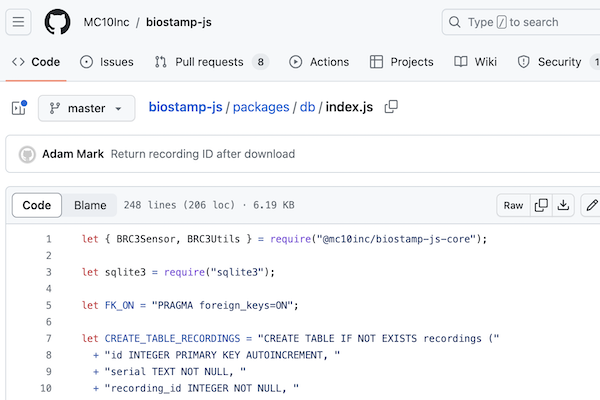 MC10Inc / biostamp-js
Type / to search
Code Issues Pull requests 8 Actions Projects Wiki Security
master biostamp-js / packages / db / index.js
Adam Mark Return recording ID after download
Code Blame 248 lines (206 loc) · 6.19 KB Raw
1 let { BRC3Sensor, BRC3Utils } = require("@mc10inc/biostamp-js-core");
2
3 let sqlite3 = require("sqlite3");
4
5 let FK_ON = "PRAGMA foreign_keys=ON";
6
7 let CREATE_TABLE_RECORDINGS = "CREATE TABLE IF NOT EXISTS recordings ("
8 + "id INTEGER PRIMARY KEY AUTOINCREMENT, "
9 + "serial TEXT NOT NULL, "
10 + "recording_id INTEGER NOT NULL, "